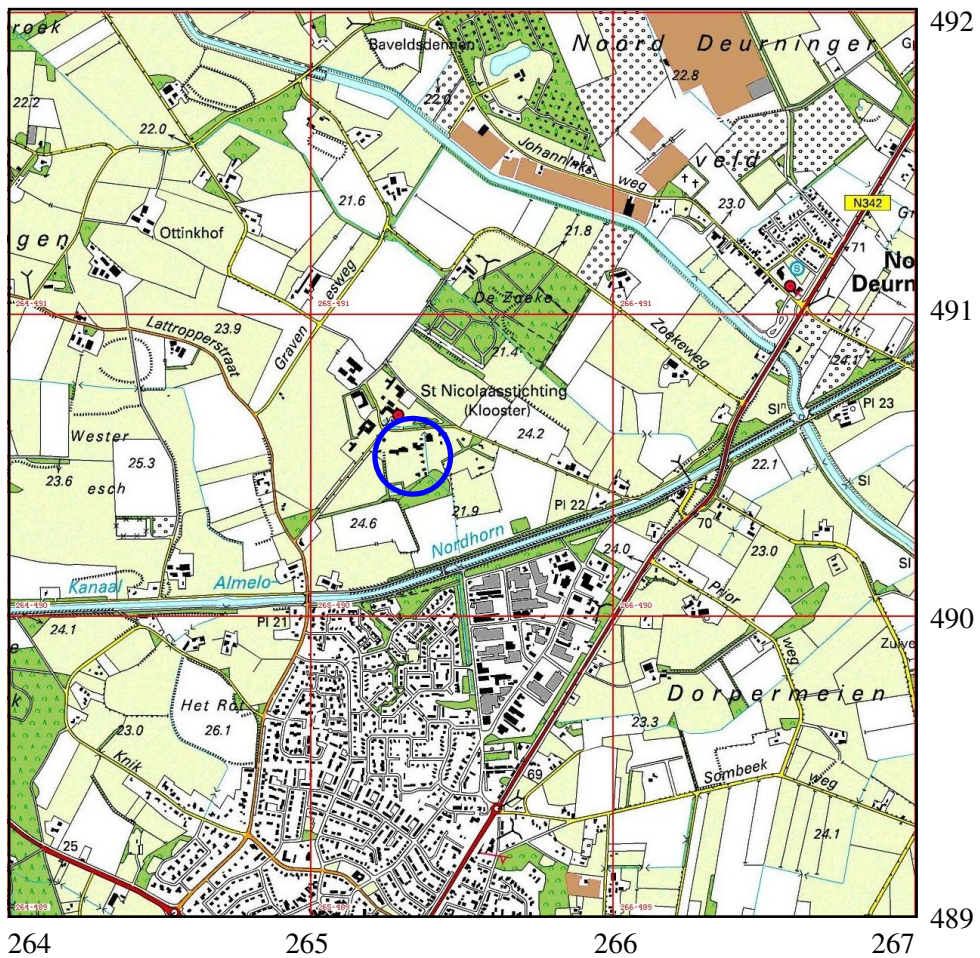 492
roek
Baveldsdennen
Noord Deurninger
22.8
22.2
22.0
22.0
Johannink's
weg
veld
N342
23.0
21.6
21.8
gen
Ottinkhof
71
No
Deurn
esweg
De Zoeke
264-491
265-491
266-491
491
Lattropperstraat
23.9
Graven
Zoekeweg
21.4
24.1
St Nicolaasstichting
(Klooster)
Sln
Pl 23
Wester
24.2
25.3
22.1
23.6
esch
Sl
21.9
Pl 22
24.6
70
Nordhorn
23.0
24.0
Sl
Kanaal
Almelo-
Prior
264-490
265-490
266-490
490
Pl 21
24.1
weg
Zuive
Dorpermeien
Het Rot
26.1
23.0
23.3
Knik
69
Sombeek
weg
24.1
25
264-489
265-489
266-489
489
264
265
266
267